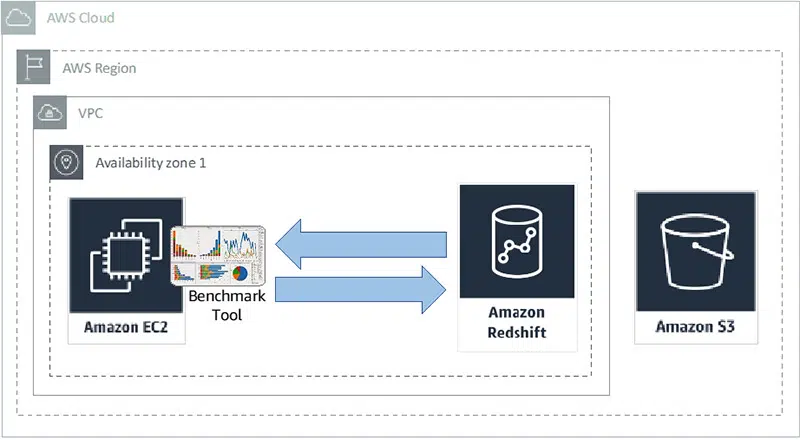 AWS Cloud
AWS Region
VPC
Availability zone 1
Amazon EC2
Benchmark
Tool
Amazon
Redshift
Amazon S3